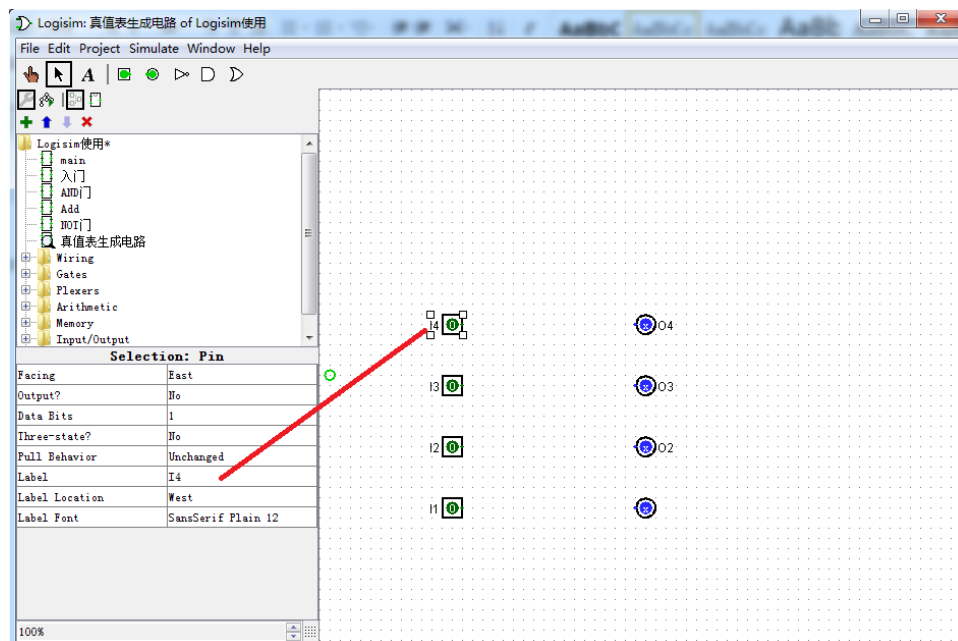 Logisim: 真值表生成电路 of Logisim使用
File Edit Project Simulate Window Help
A
Logisim使用*
main
入门
AND门
Add
NOT门
真值表生成电路
Wiring
Gates
Plexers
Arithmetic
Memory
Input/Output
Selection: Pin
Facing East
Output? No
Data Bits 1
Three-state? No
Pull Behavior Unchanged
Label I4
Label Location West
Label Font SansSerif Plain 12
100%
I4 0 x O4
I3 0 x O3
I2 0 x O2
I1 0 x